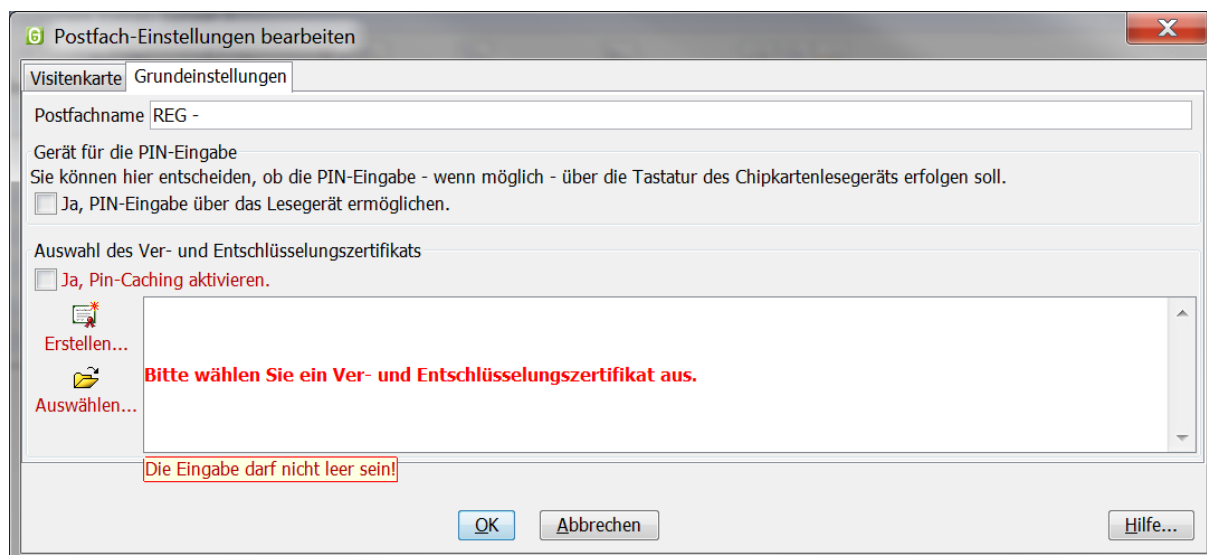 Postfach-Einstellungen bearbeiten
Visitenkarte Grundeinstellungen
Postfachname REG -
Gerät für die PIN-Eingabe
Sie können hier entscheiden, ob die PIN-Eingabe - wenn möglich - über die Tastatur des Chipkartenlesegeräts erfolgen soll.
Ja, PIN-Eingabe über das Lesegerät ermöglichen.
Auswahl des Ver- und Entschlüsselungszertifikats
Ja, Pin-Caching aktivieren.
Erstellen...
Bitte wählen Sie ein Ver- und Entschlüsselungszertifikat aus.
Auswählen...
Die Eingabe darf nicht leer sein!
OK Abbrechen Hilfe...